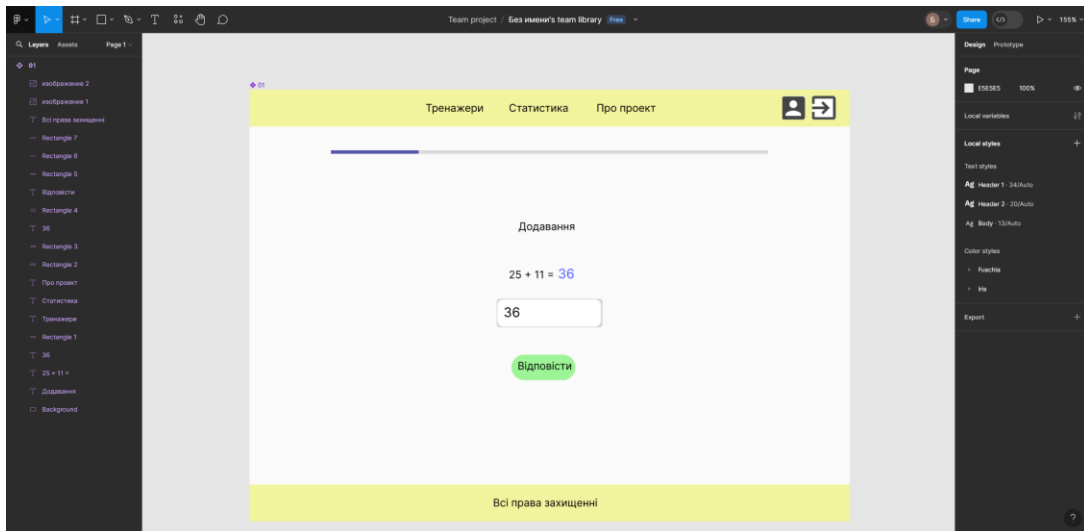 Team project / Без имени's team library Free
Б
Share
155%
Layers Assets Page 1
01
изображение 2
изображение 1
Всі права захищенні
Rectangle 7
Rectangle 6
Rectangle 5
Відповісти
Rectangle 4
36
Rectangle 3
Rectangle 2
Про проект
Статистика
Тренажери
Rectangle 1
36
25 + 11 =
Додавання
Background
01
Тренажери Статистика Про проект
Додавання
25 + 11 = 36
36
Відповісти
Всі права захищенні
Design Prototype
Page
E5E5E5 100%
Local variables
Local styles
Text styles
Ag Header 1 · 34/Auto
Ag Header 2 · 20/Auto
Ag Body · 13/Auto
Color styles
Fuschia
Iris
Export
?